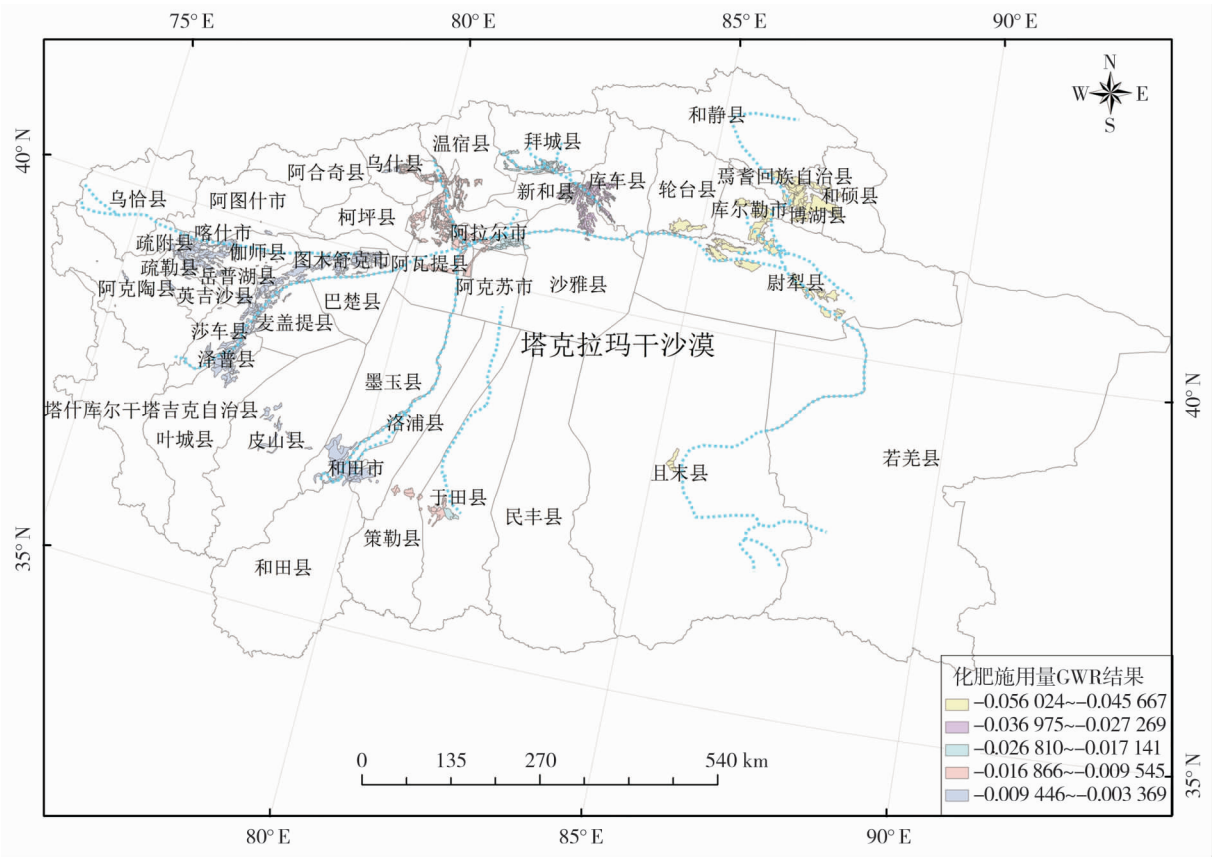 75° E
80° E
85° E
90° E
N
W
E
S
40° N
35° N
和静县
温宿县
拜城县
乌什县
阿合奇县
焉耆回族自治县
和硕县
新和县
库车县
轮台县
库尔勒市
博湖县
乌恰县
阿图什市
柯坪县
喀什市
阿拉尔市
疏附县
伽师县
图木舒克市
阿瓦提县
疏勒县
岳普湖县
阿克陶县
英吉沙县
巴楚县
阿克苏市
沙雅县
尉犁县
莎车县
麦盖提县
泽普县
塔克拉玛干沙漠
墨玉县
塔什库尔干塔吉克自治县
洛浦县
叶城县
皮山县
和田市
若羌县
且末县
于田县
民丰县
策勒县
和田县
40° N
35° N
化肥施用量GWR结果
-0.056 024~-0.045 667
-0.036 975~-0.027 269
-0.026 810~-0.017 141
-0.016 866~-0.009 545
-0.009 446~-0.003 369
0
135
270
540 km
80° E
85° E
90° E